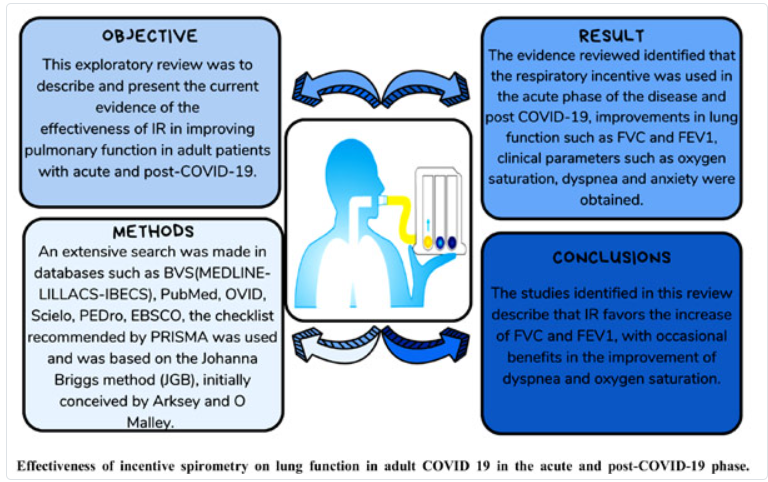 OBJECTIVE
This exploratory review was to
describe and present the current
evidence of the
effectiveness of IR in improving
pulmonary function in adult patients
with acute and post-COVID-19.
METHODS
An extensive search was made in
databases such as BVS(MEDLINE-
LILLACS-IBECS), PubMed, OVID,
Scielo, PEDro, EBSCO, the checklist
recommended by PRISMA was used
and was based on the Johanna
Briggs method (JGB), initially
conceived by Arksey and O
Malley.
RESULT
The evidence reviewed identified that
the respiratory incentive was used in
the acute phase of the disease and
post COVID-19, improvements in lung
function such as FVC and FEV1,
clinical parameters such as oxygen
saturation, dyspnea and anxiety were
obtained.
CONCLUSIONS
The studies identified in this review
describe that IR favors the increase
of FVC and FEV1, with occasional
benefits in the improvement of
dyspnea and oxygen saturation.
Effectiveness of incentive spirometry on lung function in adult COVID 19 in the acute and post-COVID-19 phase.